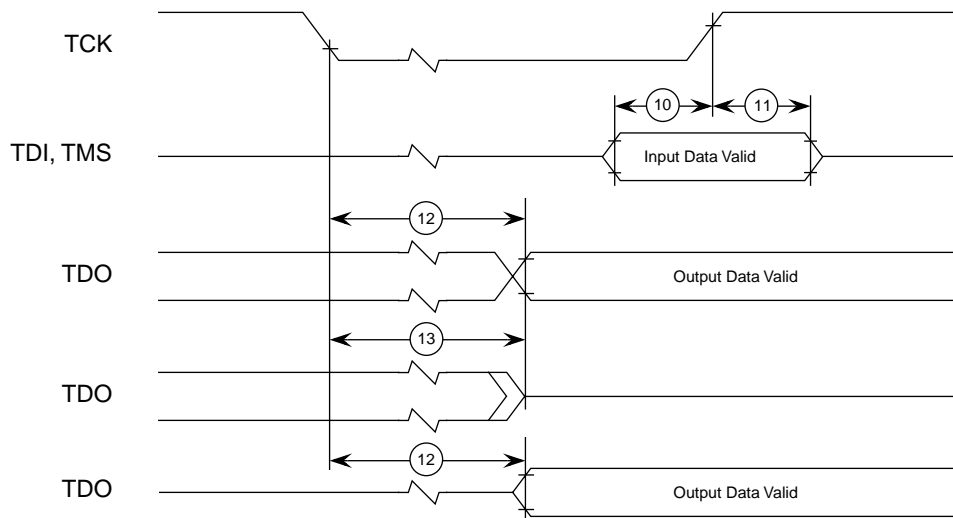 TCK
10
11
TDI, TMS
Input Data Valid
12
TDO
Output Data Valid
13
TDO
12
TDO
Output Data Valid